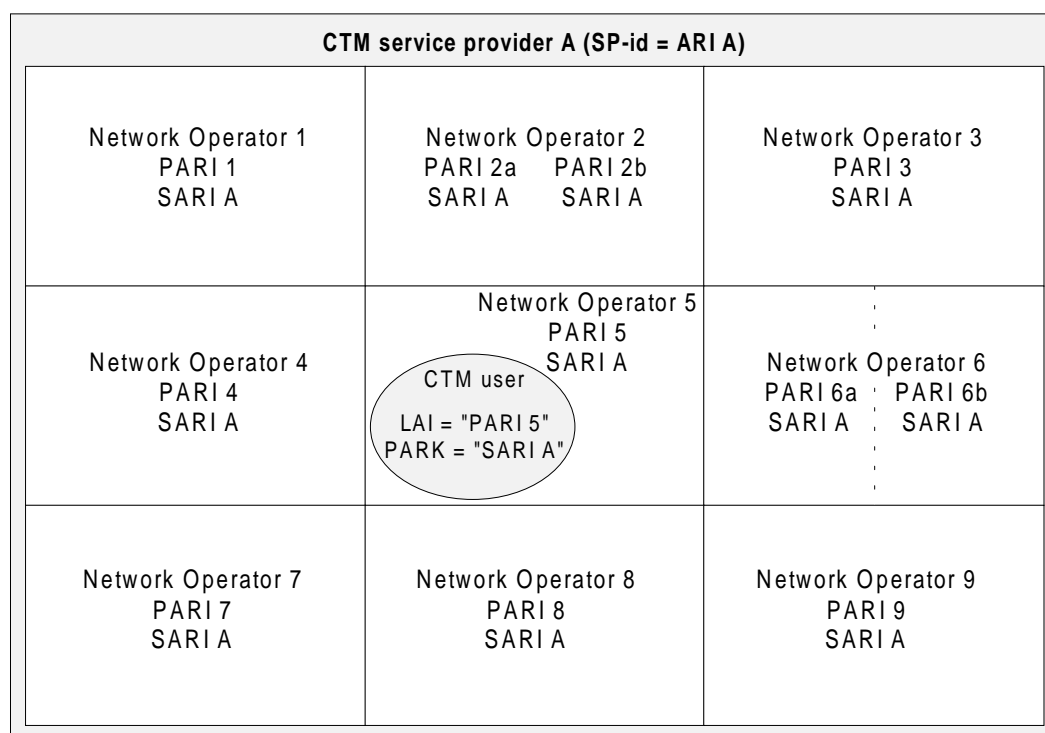 CTM service provider A (SP-id = ARI A)
Network Operator 1
PARI 1
SARI A
Network Operator 2
PARI 2a PARI 2b
SARI A SARI A
Network Operator 3
PARI 3
SARI A
Network Operator 4
PARI 4
SARI A
Network Operator 5
PARI 5
SARI A
CTM user
LAI = "PARI 5"
PARK = "SARI A"
Network Operator 6
PARI 6a PARI 6b
SARI A SARI A
Network Operator 7
PARI 7
SARI A
Network Operator 8
PARI 8
SARI A
Network Operator 9
PARI 9
SARI A